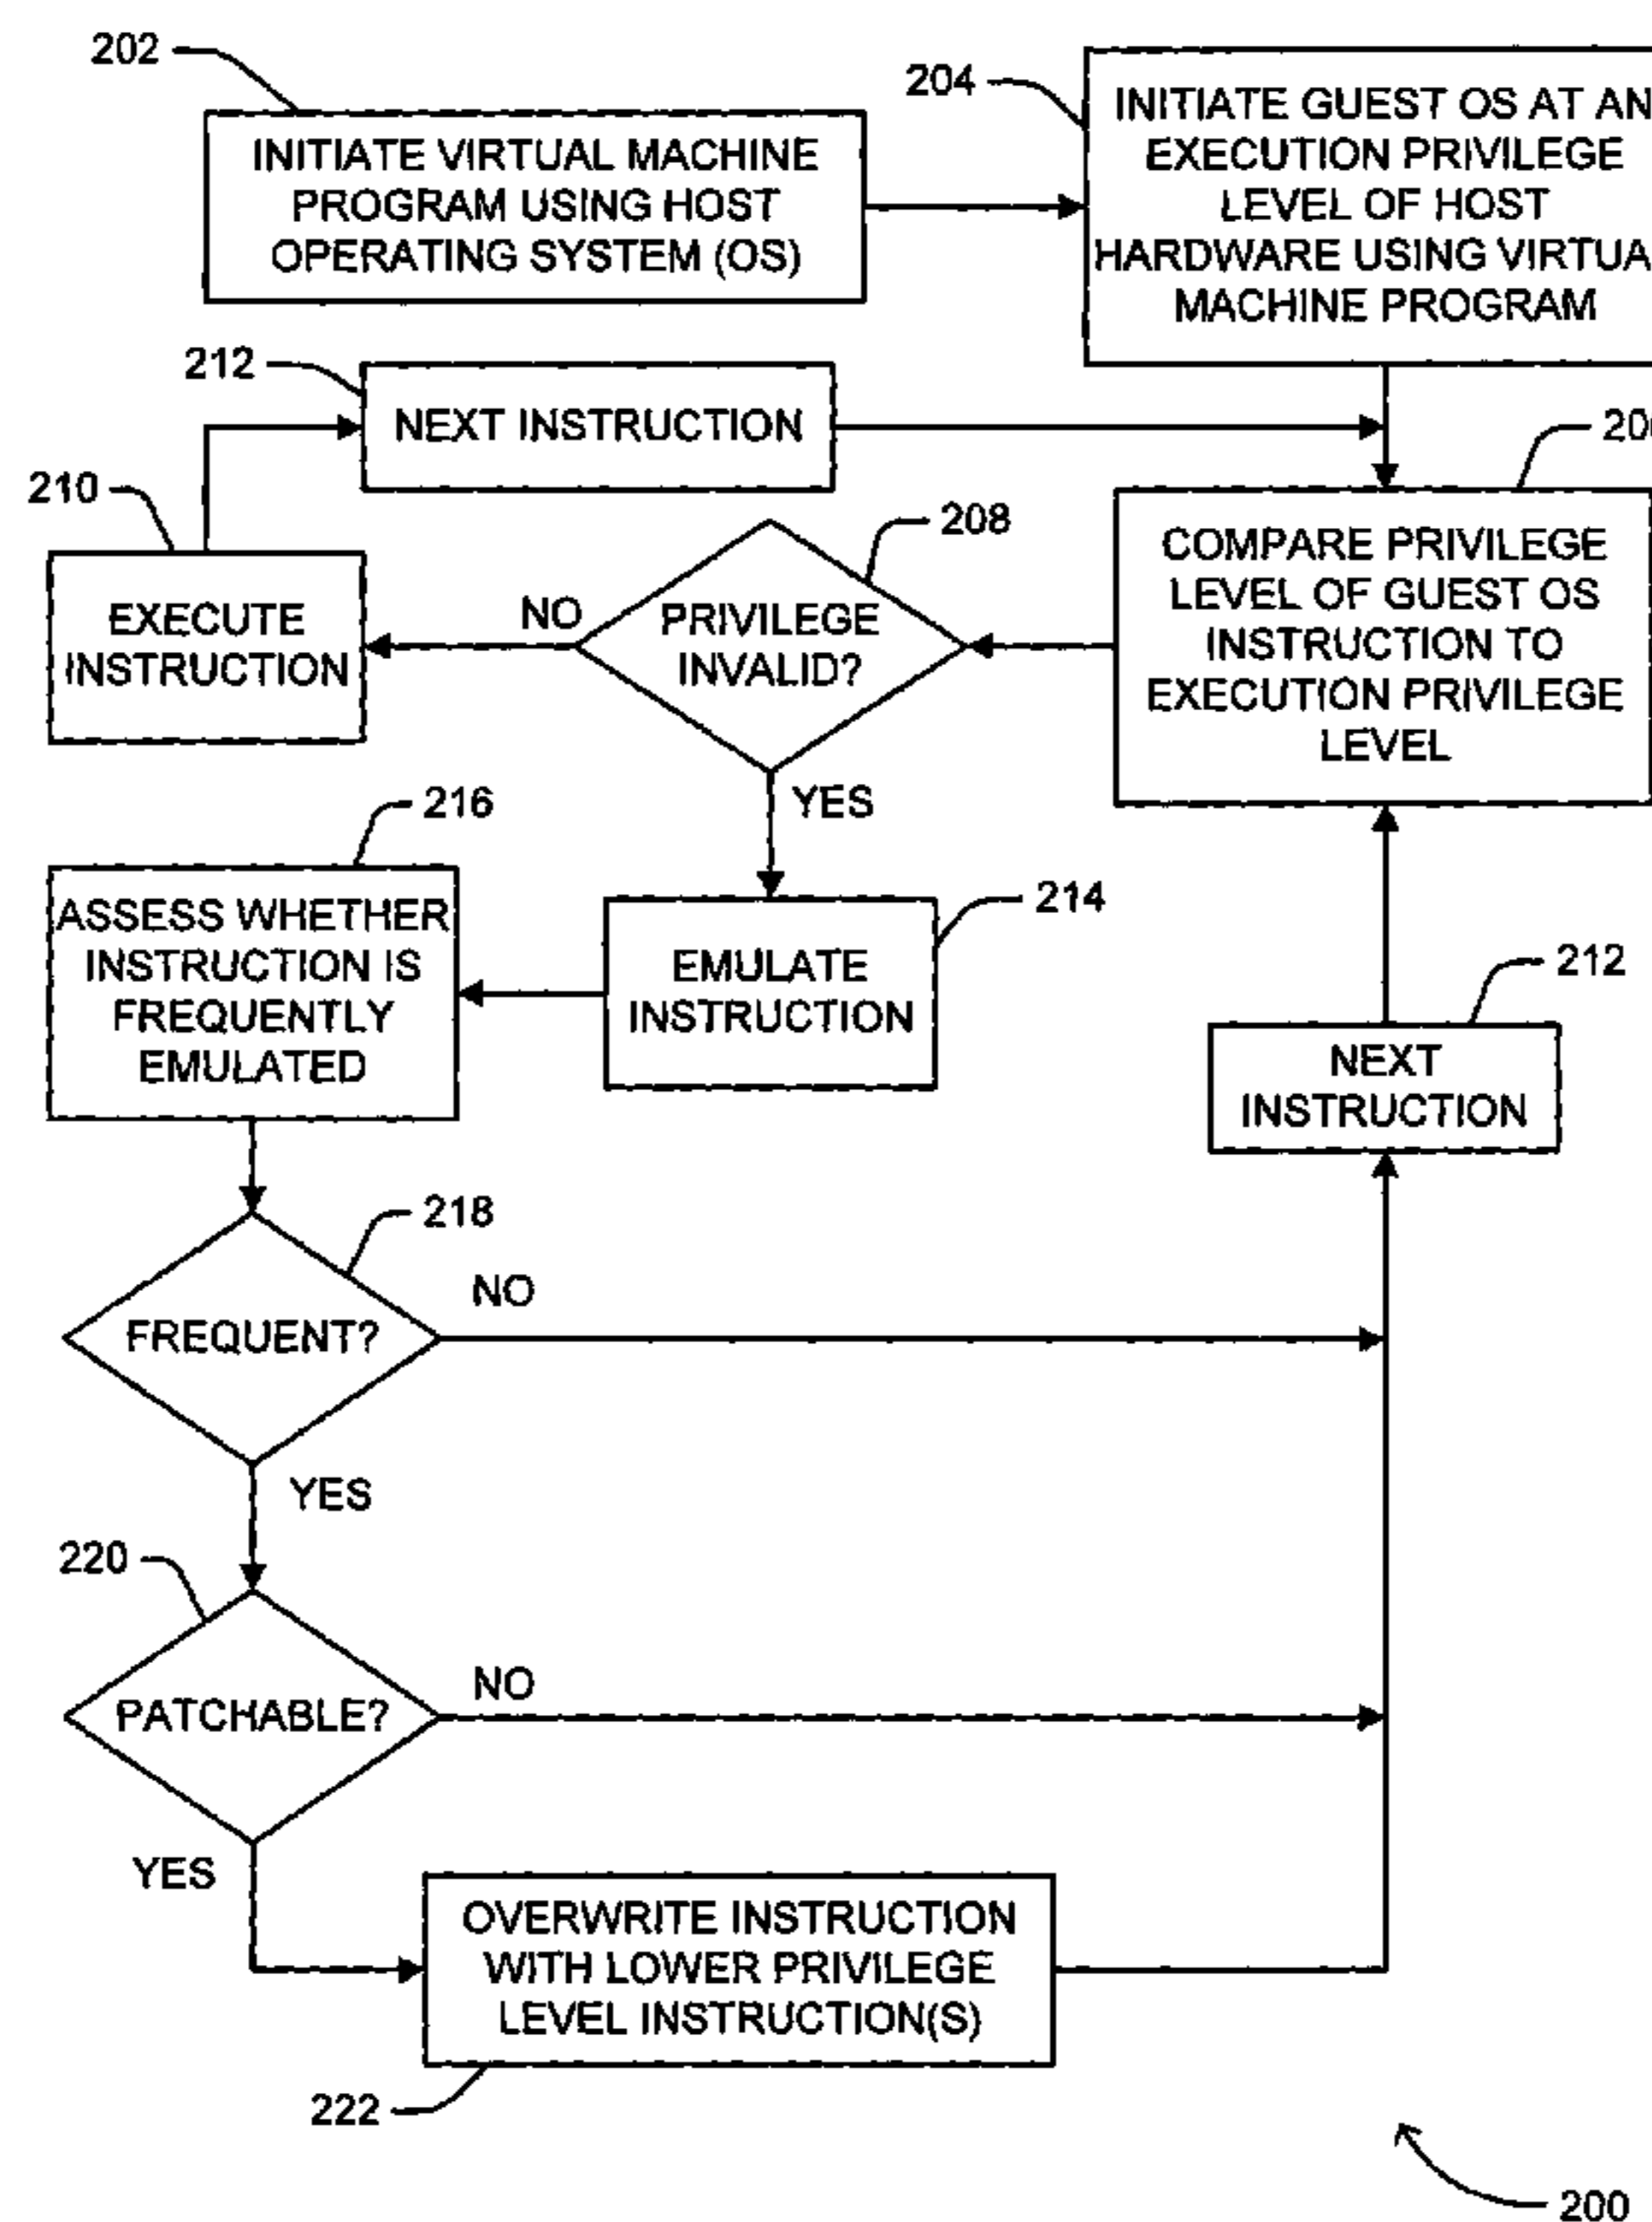 202
INITIATE VIRTUAL MACHINE
PROGRAM USING HOST
OPERATING SYSTEM (OS)
204
INITIATE GUEST OS AT AN
EXECUTION PRIVILEGE
LEVEL OF HOST
HARDWARE USING
MACHINE PROGRAM
212
NEXT INSTRUCTION
210
EXECUTE
INSTRUCTION
208
NO
PRIVILEGE
INVALID?
YES
COMPARE PRIVILEGE
LEVEL OF GUEST OS
INSTRUCTION TO
EXECUTION PRIVILEGE
LEVEL
216
ASSESS WHETHER
INSTRUCTION IS
FREQUENTLY
EMULATED
214
EMULATE
INSTRUCTION
212
NEXT
INSTRUCTION
218
FREQUENT?
NO
YES
220
PATCHABLE?
NO
YES
OVERWRITE INSTRUCTION
WITH LOWER PRIVILEGE
LEVEL INSTRUCTION(S)
222
200